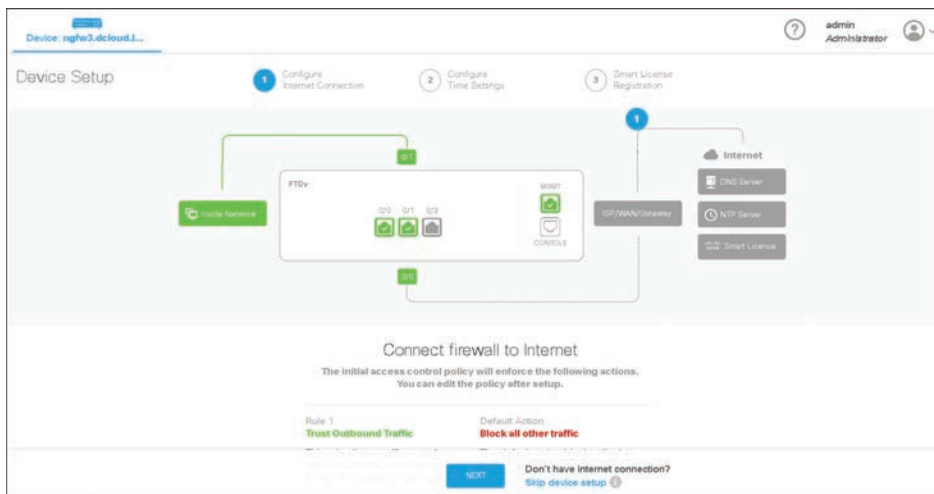 Device: ngfw3.dcloud.l...
admin
Administrator
Device Setup
1
Configure
Internet Connection
2
Configure
Time Settings
3
Smart License
Registration
1
Internet
0/1
FTDv
MGMT
DNS Server
0/0 0/1 0/2
Inside Network
ISP/WAN/Gateway
NTP Server
CONSOLE
Smart License
0/0
Connect firewall to Internet
The initial access control policy will enforce the following actions.
You can edit the policy after setup.
Rule 1
Trust Outbound Traffic
Default Action
Block all other traffic
NEXT
Don't have internet connection?
Skip device setup